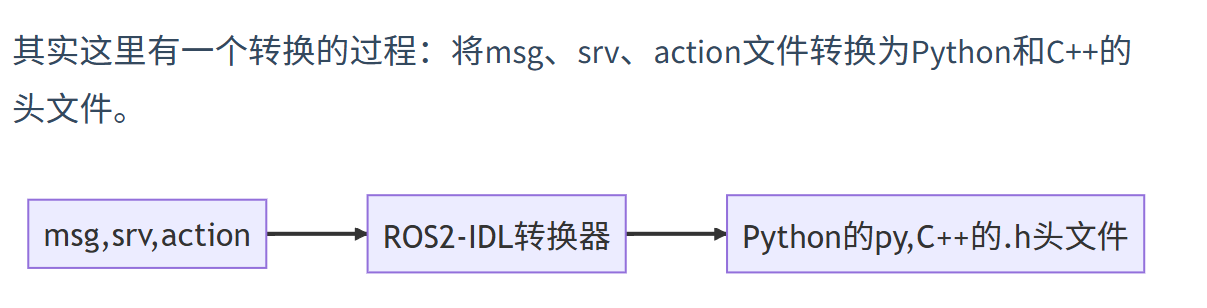 其实这里有一个转换的过程：将msg、srv、action文件转换为Python和C++的
头文件。
msg,srv,action
ROS2-IDL转换器
Python的py,C++的.h头文件